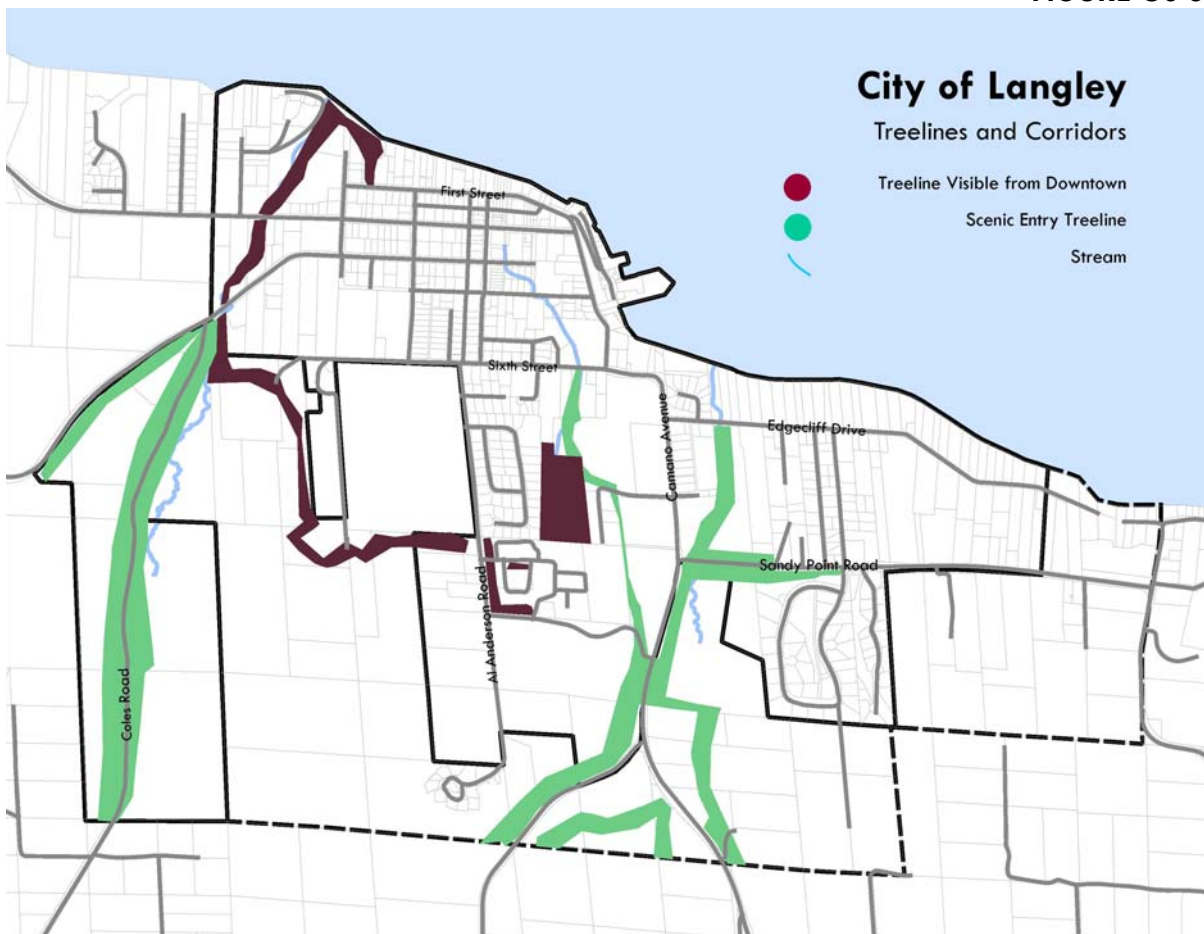 City of Langley
Treelines and Corridors
Treeline Visible from Downtown
Scenic Entry Treeline
Stream
First Street
Sixth Street
Camano Avenue
Edgecliff Drive
Sandy Point Road
Al Anderson Road
Coles Road